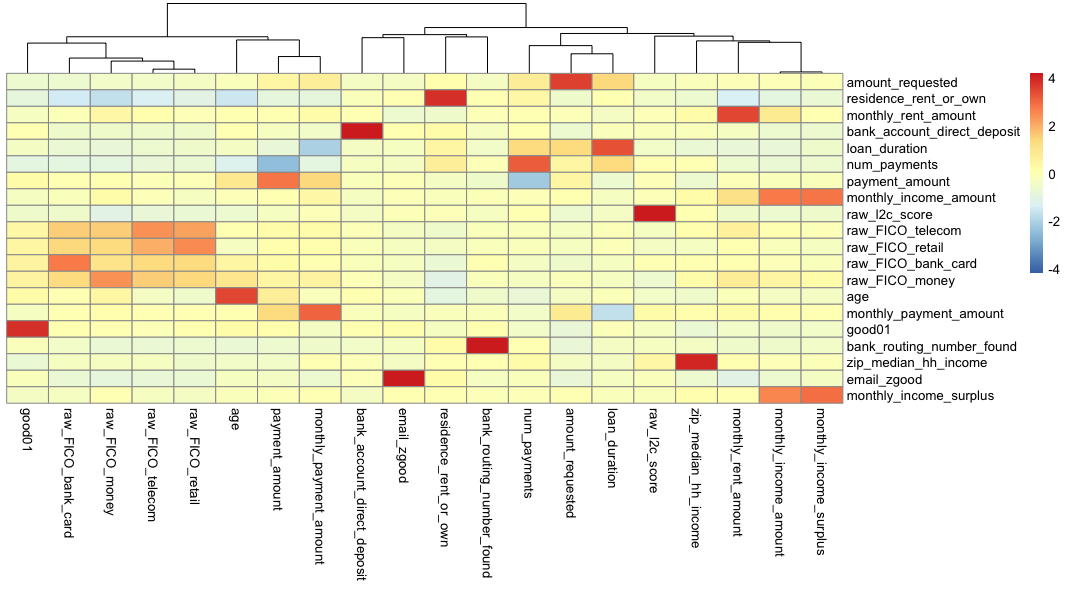 amount_requested
residence_rent_or_own
monthly_rent_amount
bank_account_direct_deposit
loan_duration
num_payments
payment_amount
monthly_income_amount
raw_l2c_score
raw_FICO_telecom
raw_FICO_retail
raw_FICO_bank_card
raw_FICO_money
age
monthly_payment_amount
good01
bank_routing_number_found
zip_median_hh_income
email_zgood
monthly_income_surplus
4
2
0
-2
-4
good01
raw_FICO_bank_card
raw_FICO_money
raw_FICO_telecom
raw_FICO_retail
age
payment_amount
monthly_payment_amount
bank_account_direct_deposit
email_zgood
residence_rent_or_own
bank_routing_number_found
num_payments
amount_requested
loan_duration
raw_l2c_score
zip_median_hh_income
monthly_rent_amount
monthly_income_amount
monthly_income_surplus